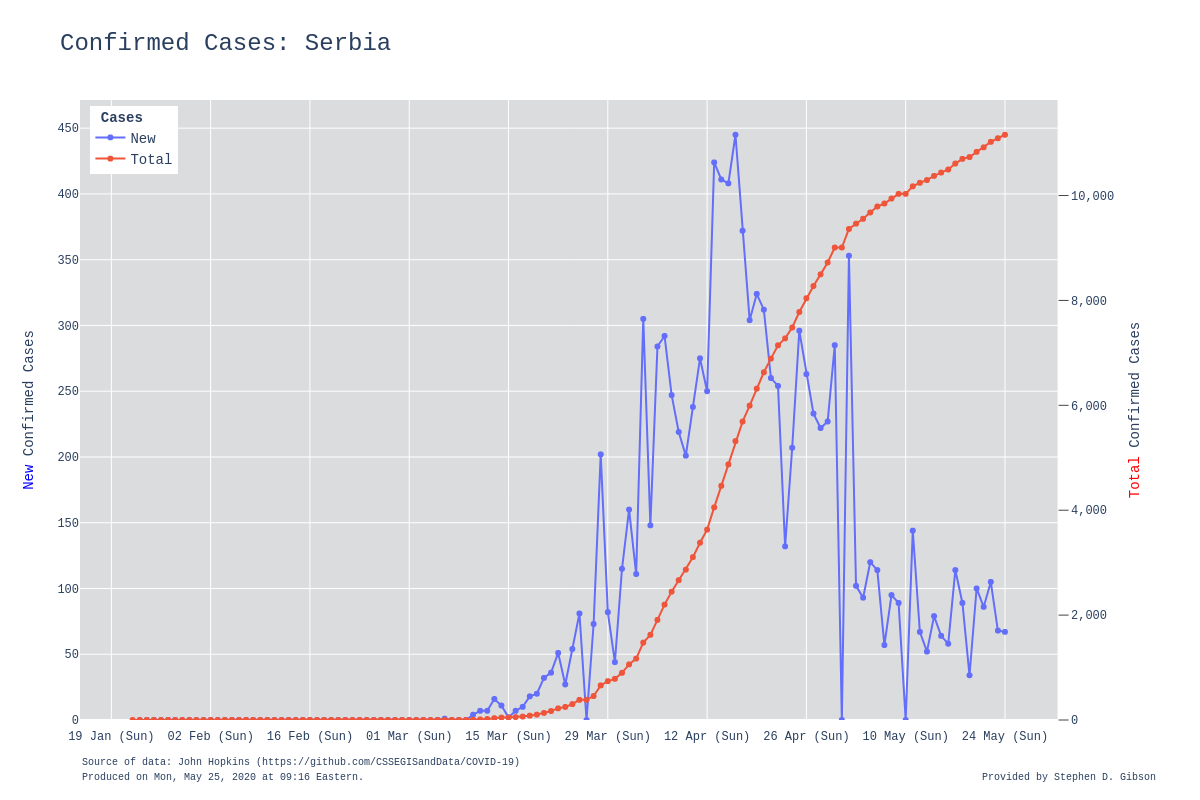 Confirmed Cases: Serbia
Cases
New
Total
450
400
350
300
250
200
150
100
50
0
New Confirmed Cases
10,000
8,000
6,000
4,000
2,000
0
Total Confirmed Cases
19 Jan (Sun) 02 Feb (Sun) 16 Feb (Sun) 01 Mar (Sun) 15 Mar (Sun) 29 Mar (Sun) 12 Apr (Sun) 26 Apr (Sun) 10 May (Sun) 24 May (Sun)
Source of data: John Hopkins (https://github.com/CSSEGISandData/COVID-19)
Produced on Mon, May 25, 2020 at 09:16 Eastern.
Provided by Stephen D. Gibson